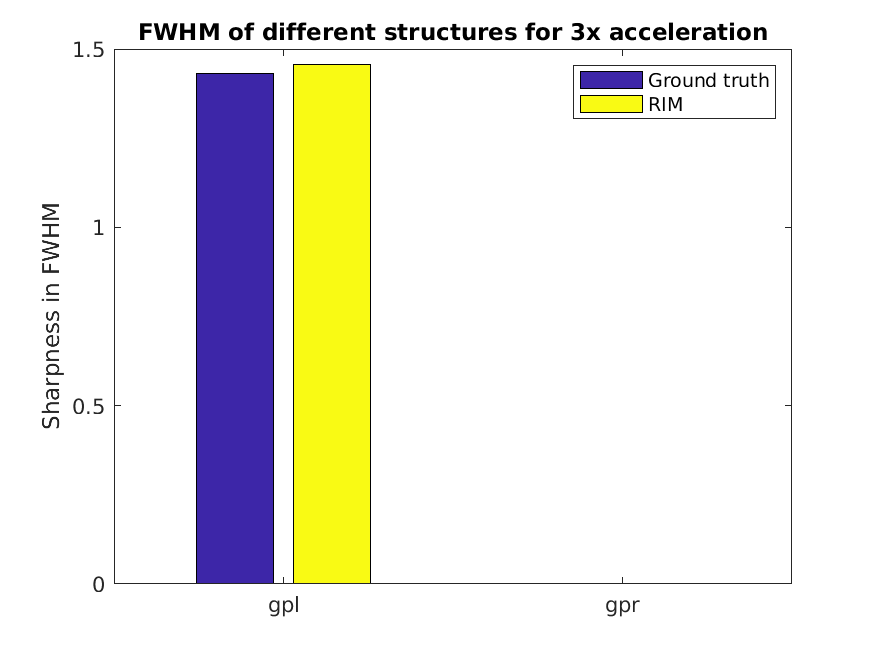 FWHM of different structures for 3x acceleration
1.5
1
0.5
0
Sharpness in FWHM
Ground truth
RIM
gpl
gpr